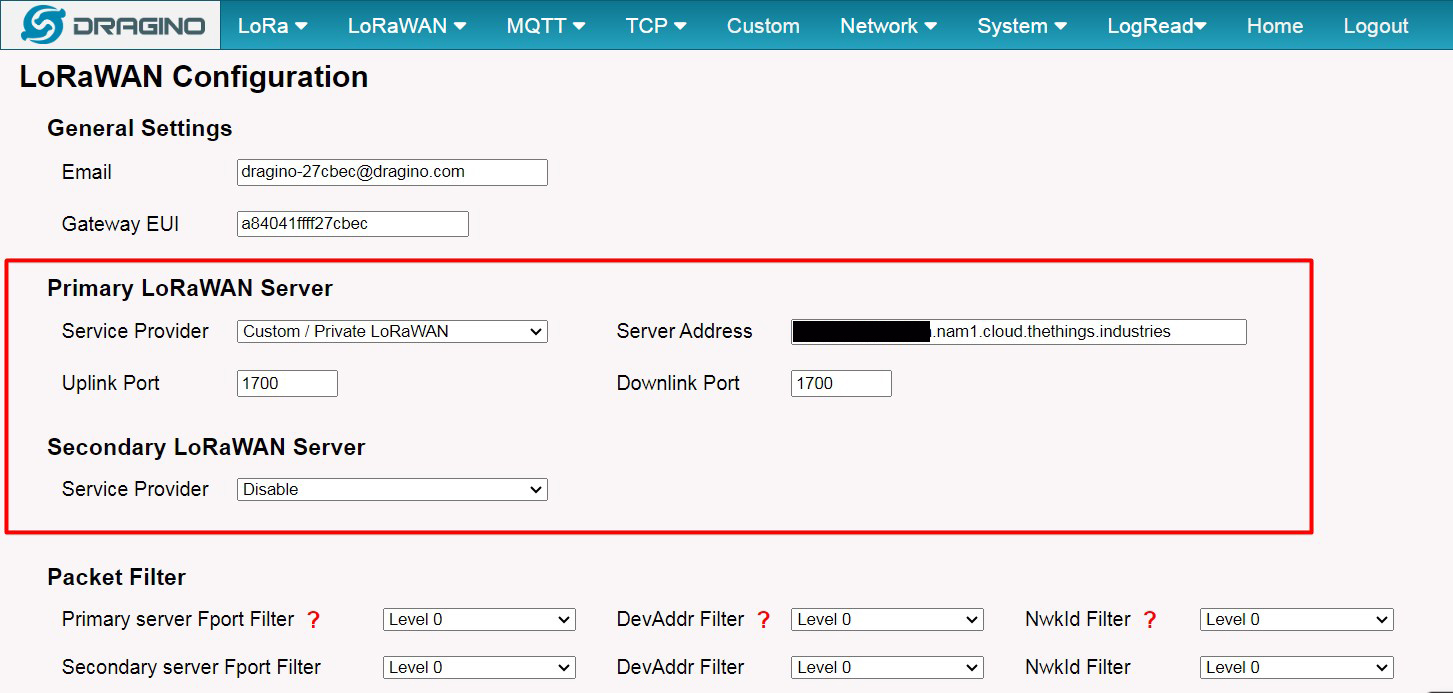 DRAGINO LoRa LoRaWAN MQTT TCP Custom Network System LogRead Home Logout
LoRaWAN Configuration
General Settings
Email dragino-27cbec@dragino.com
Gateway EUI a84041ffff27cbec
Primary LoRaWAN Server
Service Provider Custom / Private LoRaWAN Server Address .nam1.cloud.thethings.industries
Uplink Port 1700 Downlink Port 1700
Secondary LoRaWAN Server
Service Provider Disable
Packet Filter
Primary server Fport Filter ? Level 0 DevAddr Filter ? Level 0 NwkId Filter ? Level 0
Secondary server Fport Filter Level 0 DevAddr Filter Level 0 NwkId Filter Level 0